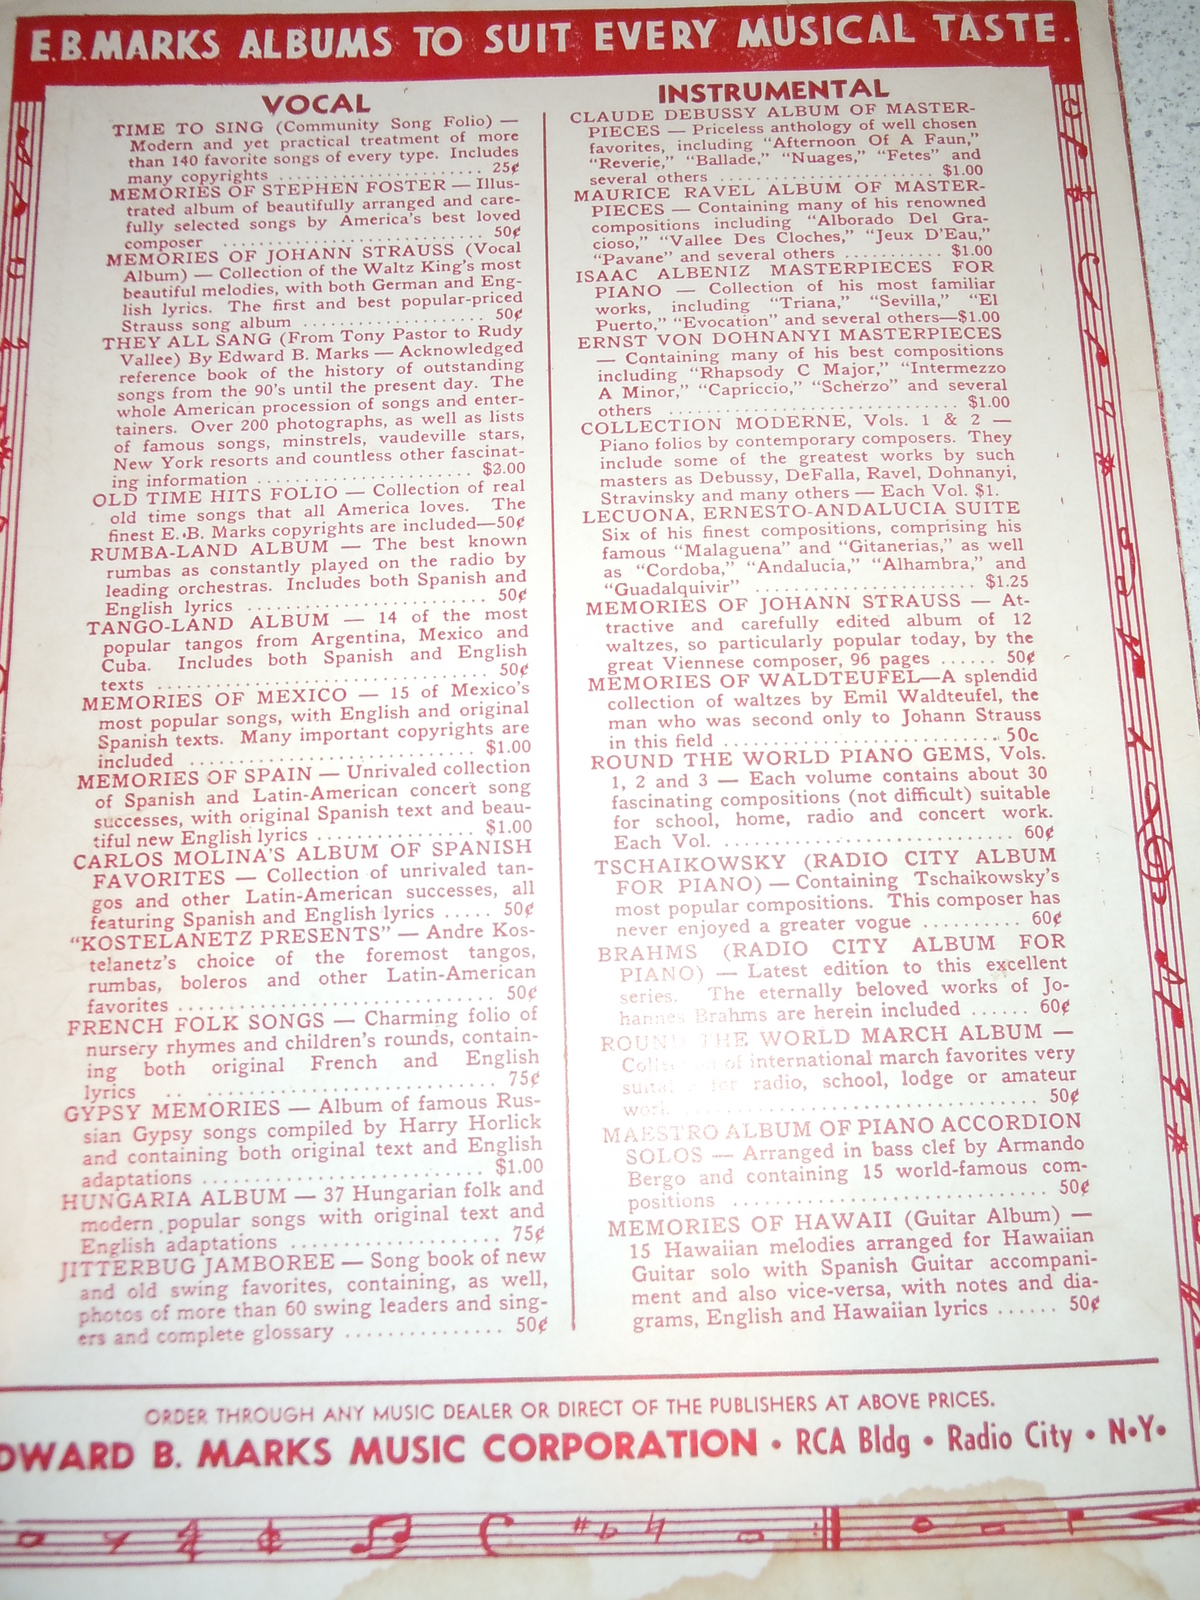 E.B. MARKS ALBUMS TO SUIT EVERY MUSICAL TASTE.
VOCAL
TIME TO SING (Community Song Folio) —
Modern and yet practical treatment of more
than 140 favorite songs of every type. Includes
many copyrights ........................ 25¢
MEMORIES OF STEPHEN FOSTER — Illus-
trated album of beautifully arranged and care-
fully selected songs by America's best loved
composer ............................ 50¢
MEMORIES OF JOHANN STRAUSS (Vocal
Album) — Collection of the Waltz King's most
beautiful melodies, with both German and Eng-
lish lyrics. The first and best popular-priced
Strauss song album .................... 50¢
THEY ALL SANG (From Tony Pastor to Rudy
Vallee) By Edward B. Marks — Acknowledged
reference book of the history of outstanding
songs from the 90's until the present day. The
whole American procession of songs and enter-
tainers. Over 200 photographs, as well as lists
of famous songs, minstrels, vaudeville stars,
New York resorts and countless other fascinat-
ing information ........................ $2.00
OLD TIME HITS FOLIO — Collection of real
old time songs that all America loves. The
finest E. B. Marks copyrights are included—50¢
RUMBA-LAND ALBUM — The best known
rumbas as constantly played on the radio by
leading orchestras. Includes both Spanish and
English lyrics ........................ 50¢
TANGO-LAND ALBUM — 14 of the most
popular tangos from Argentina, Mexico and
Cuba. Includes both Spanish and English
texts ................................ 50¢
MEMORIES OF MEXICO — 15 of Mexico's
most popular songs, with English and original
Spanish texts. Many important copyrights are
included ............................ $1.00
MEMORIES OF SPAIN — Unrivaled collection
of Spanish and Latin-American concert song
successes, with original Spanish text and beau-
tiful new English lyrics ................ $1.00
CARLOS MOLINA'S ALBUM OF SPANISH
FAVORITES — Collection of unrivaled tan-
gos and other Latin-American successes, all
featuring Spanish and English lyrics ..... 50¢
"KOSTELANETZ PRESENTS" — Andre Kos-
telanetz's choice of the foremost tangos,
rumbas, boleros and other Latin-American
favorites ............................ 50¢
FRENCH FOLK SONGS — Charming folio of
nursery rhymes and children's rounds, contain-
ing both original French and English
lyrics .. ........................ 75¢
GYPSY MEMORIES — Album of famous Rus-
sian Gypsy songs compiled by Harry Horlick
and containing both original text and English
adaptations ........................ $1.00
HUNGARIA ALBUM — 37 Hungarian folk and
modern popular songs with original text and
English adaptations .................... 75¢
JITTERBUG JAMBOREE — Song book of new
and old swing favorites, containing, as well,
photos of more than 60 swing leaders and sing-
ers and complete glossary ............... 50¢
INSTRUMENTAL
CLAUDE DEBUSSY ALBUM OF MASTER-
PIECES — Priceless anthology of well chosen
favorites, including "Afternoon Of A Faun,"
"Reverie," "Ballade," "Nuages," "Fetes" and
several others ........................ $1.00
MAURICE RAVEL ALBUM OF MASTER-
PIECES — Containing many of his renowned
compositions including "Alborado Del Gra-
cioso," "Vallee Des Cloches," "Jeux D'Eau,"
"Pavane" and several others ........... $1.00
ISAAC ALBENIZ MASTERPIECES FOR
PIANO — Collection of his most familiar
works, including "Triana," "Sevilla," "El
Puerto," "Evocation" and several others—$1.00
ERNST VON DOHNANYI MASTERPIECES
— Containing many of his best compositions
including "Rhapsody C Major," "Intermezzo
A Minor," "Capriccio," "Scherzo" and several
others .............................. $1.00
COLLECTION MODERNE, Vols. 1 & 2 —
Piano folios by contemporary composers. They
include some of the greatest works by such
masters as Debussy, DeFalla, Ravel, Dohnanyi,
Stravinsky and many others — Each Vol. $1.
LECUONA, ERNESTO-ANDALUCIA SUITE
Six of his finest compositions, comprising his
famous "Malaguena" and "Gitanerias," as well
as "Cordoba," "Andalucia," "Alhambra," and
"Guadalquivir" ........................ $1.25
MEMORIES OF JOHANN STRAUSS — At-
tractive and carefully edited album of 12
waltzes, so particularly popular today, by the
great Viennese composer, 96 pages ...... 50¢
MEMORIES OF WALDTEUFEL—A splendid
collection of waltzes by Emil Waldteufel, the
man who was second only to Johann Strauss
in this field .......................... 50c
ROUND THE WORLD PIANO GEMS, Vols.
1, 2 and 3 — Each volume contains about 30
fascinating compositions (not difficult) suitable
for school, home, radio and concert work.
Each Vol. ............................ 60¢
TSCHAIKOWSKY (RADIO CITY ALBUM
FOR PIANO) — Containing Tschaikowsky's
most popular compositions. This composer has
never enjoyed a greater vogue .......... 60¢
BRAHMS (RADIO CITY ALBUM FOR
PIANO) — Latest edition to this excellent
series. The eternally beloved works of Jo-
hannes Brahms are herein included ...... 60¢
ROUND THE WORLD MARCH ALBUM —
Collection of international march favorites very
suitable for radio, school, lodge or amateur
work. ................................ 50¢
MAESTRO ALBUM OF PIANO ACCORDION
SOLOS — Arranged in bass clef by Armando
Bergo and containing 15 world-famous com-
positions ............................ 50¢
MEMORIES OF HAWAII (Guitar Album) —
15 Hawaiian melodies arranged for Hawaiian
Guitar solo with Spanish Guitar accompani-
ment and also vice-versa, with notes and dia-
grams, English and Hawaiian lyrics ...... 50¢
ORDER THROUGH ANY MUSIC DEALER OR DIRECT OF THE PUBLISHERS AT ABOVE PRICES.
DWARD B. MARKS MUSIC CORPORATION • RCA Bldg • Radio City • N•Y•